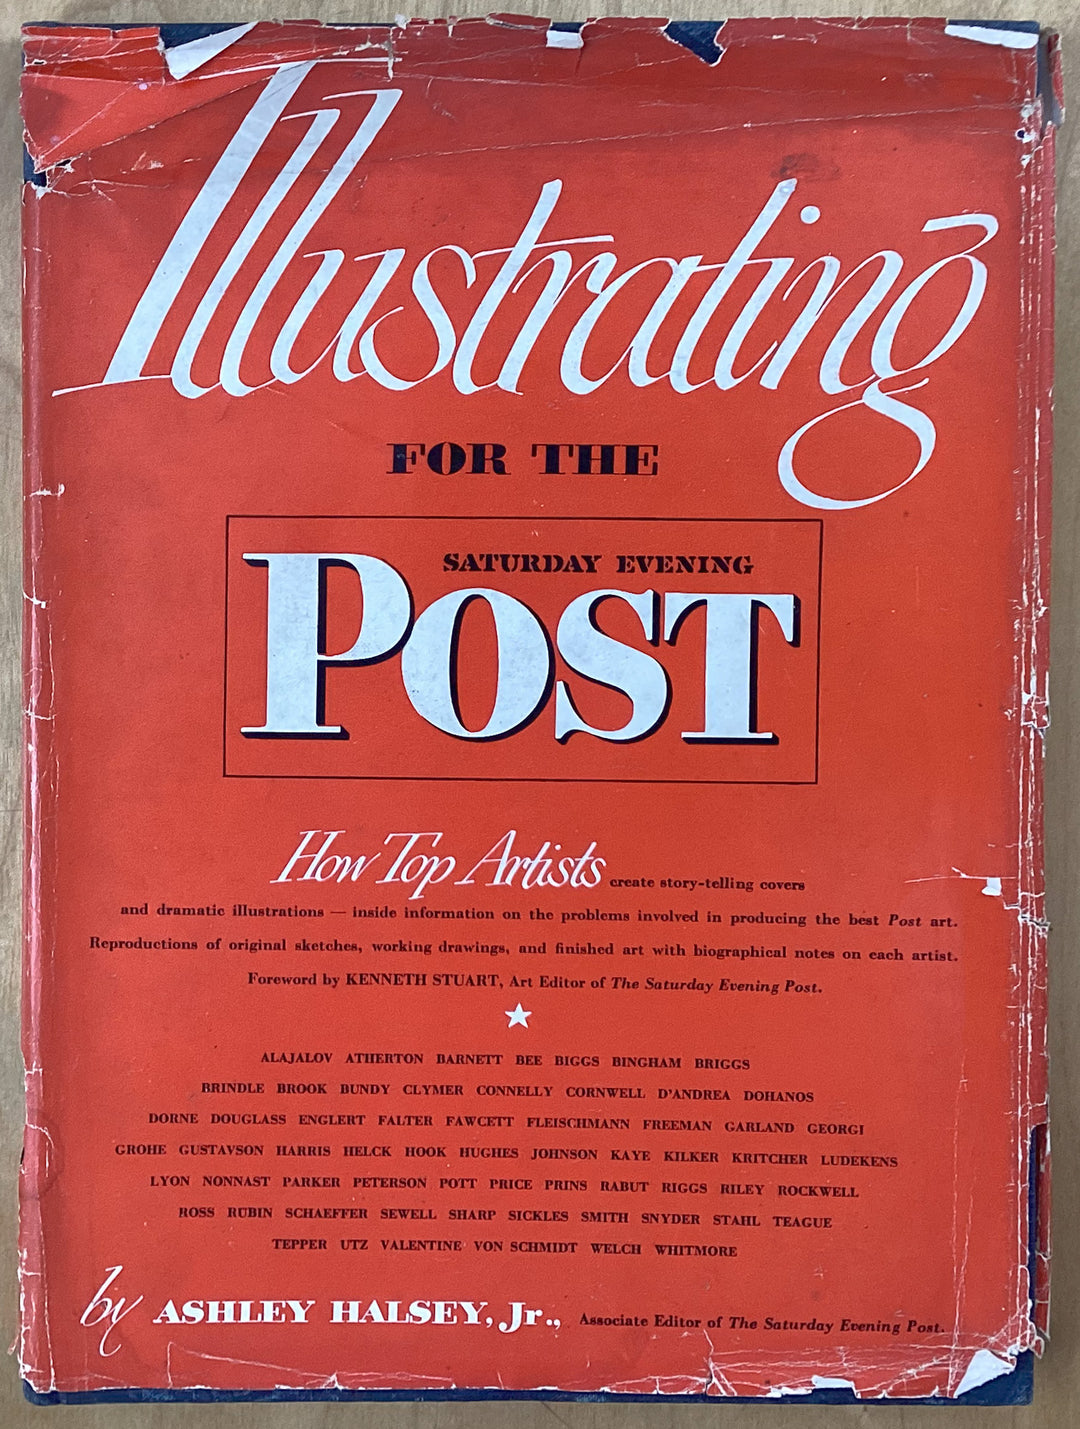 Illustrating
FOR THE
SATURDAY EVENING
POST
How Top Artists create story-telling covers
and dramatic illustrations — inside information on the problems involved in producing the best Post art.
Reproductions of original sketches, working drawings, and finished art with biographical notes on each artist.
Foreword by KENNETH STUART, Art Editor of The Saturday Evening Post.
ALAJALOV ATHERTON BARNETT BEE BIGGS BINGHAM BRIGGS
BRINDLE BROOK BUNDY CLYMER CONNELLY CORNWELL D'ANDREA DOHANOS
DORNE DOUGLASS ENGLERT FALTER FAWCETT FLEISCHMANN FREEMAN GARLAND GEORGI
GROHE GUSTAVSON HARRIS HELCK HOOK HUGHES JOHNSON KAYE KILKER KRITCHER LUDEKENS
LYON NONNAST PARKER PETERSON POTT PRICE PRINS RABUT RIGGS RILEY ROCKWELL
ROSS RUBIN SCHAEFFER SEWELL SHARP SICKLES SMITH SNYDER STAHL TEAGUE
TEPPER UTZ VALENTINE VON SCHMIDT WELCH WHITMORE
by ASHLEY HALSEY, Jr., Associate Editor of The Saturday Evening Post.